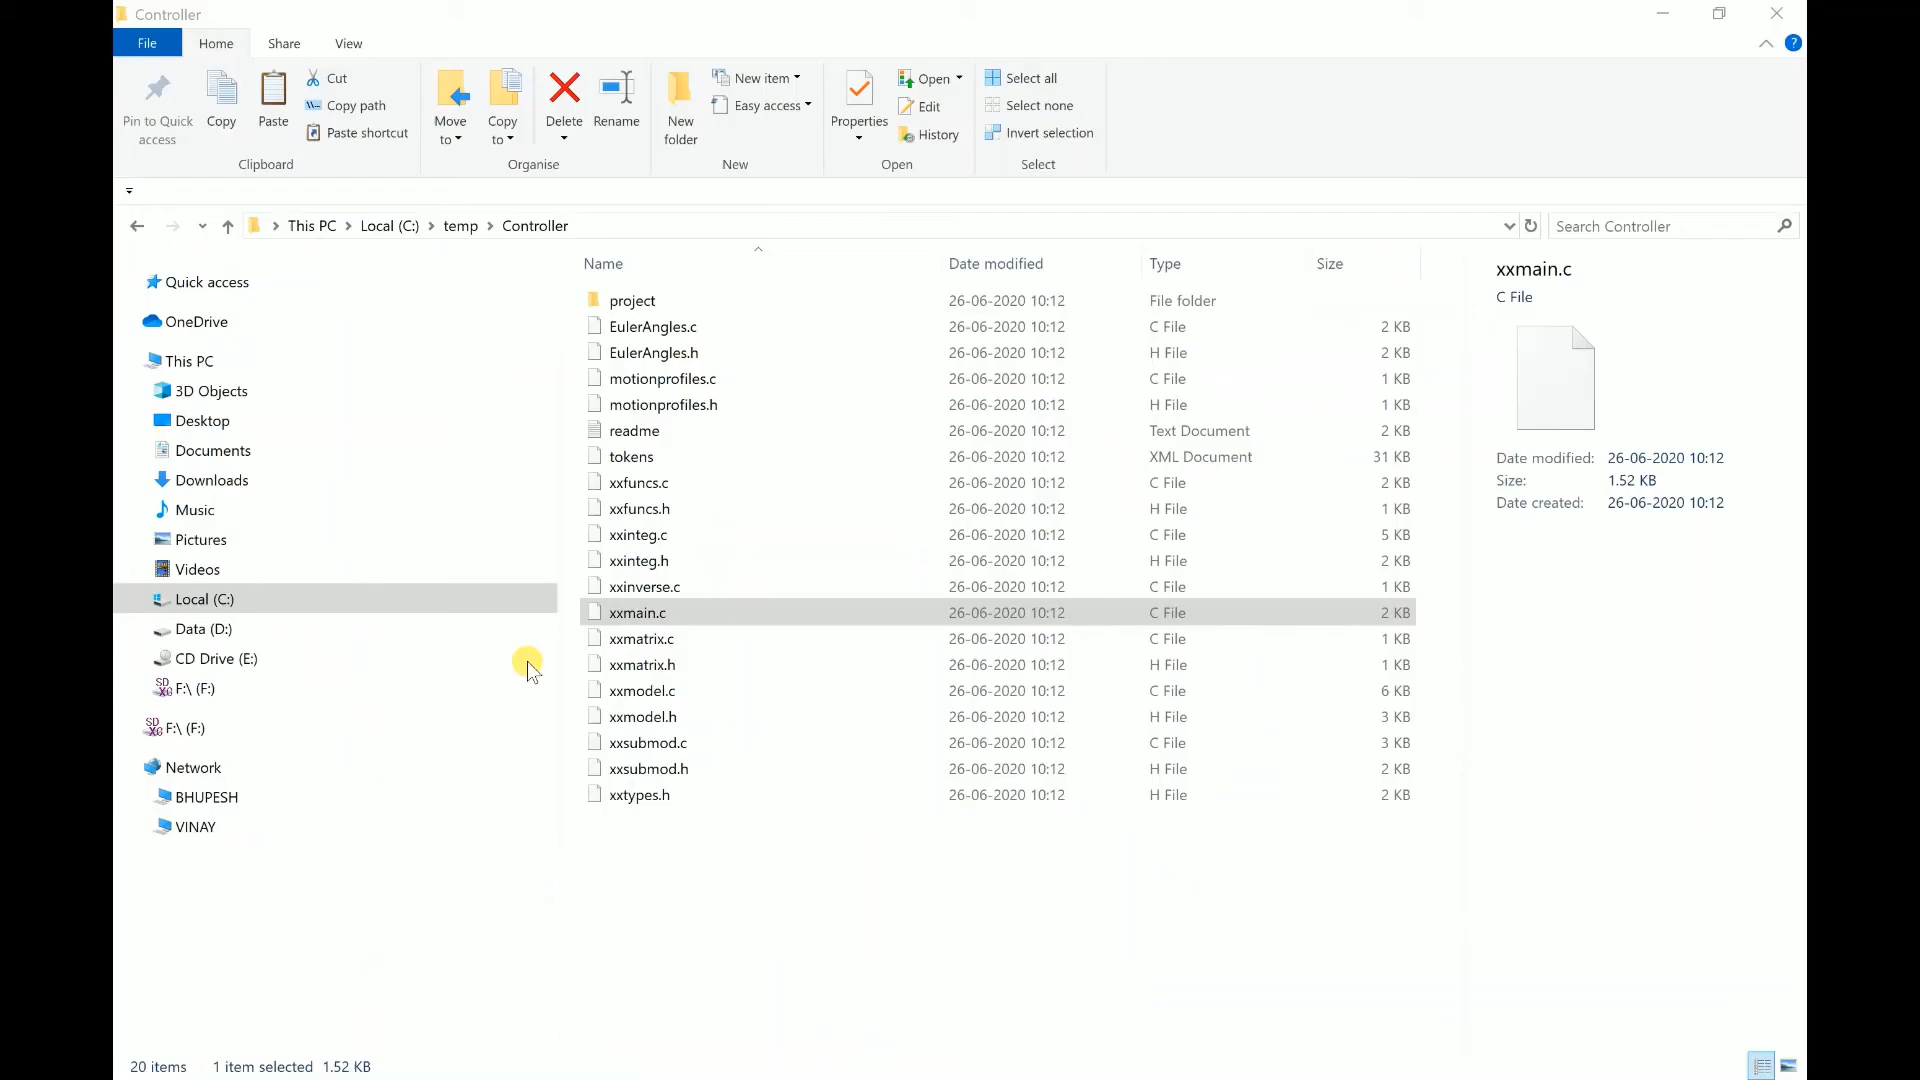 Controller
File Home Share View
Pin to Quick access
Copy
Paste
Cut
Copy path
Paste shortcut
Clipboard
Move to
Copy to
Delete
Rename
Organise
New folder
New item
Easy access
New
Properties
Open
Edit
History
Open
Select all
Select none
Invert selection
Select
This PC Local (C:) temp Controller
Search Controller
Quick access
OneDrive
This PC
3D Objects
Desktop
Documents
Downloads
Music
Pictures
Videos
Local (C:)
Data (D:)
CD Drive (E:)
F:\ (F:)
F:\ (F:)
Network
BHUPESH
VINAY
Name Date modified Type Size
project 26-06-2020 10:12 File folder
EulerAngles.c 26-06-2020 10:12 C File 2 KB
EulerAngles.h 26-06-2020 10:12 H File 2 KB
motionprofiles.c 26-06-2020 10:12 C File 1 KB
motionprofiles.h 26-06-2020 10:12 H File 1 KB
readme 26-06-2020 10:12 Text Document 2 KB
tokens 26-06-2020 10:12 XML Document 31 KB
xxfuncs.c 26-06-2020 10:12 C File 2 KB
xxfuncs.h 26-06-2020 10:12 H File 1 KB
xxinteg.c 26-06-2020 10:12 C File 5 KB
xxinteg.h 26-06-2020 10:12 H File 2 KB
xxinverse.c 26-06-2020 10:12 C File 1 KB
xxmain.c 26-06-2020 10:12 C File 2 KB
xxmatrix.c 26-06-2020 10:12 C File 1 KB
xxmatrix.h 26-06-2020 10:12 H File 1 KB
xxmodel.c 26-06-2020 10:12 C File 6 KB
xxmodel.h 26-06-2020 10:12 H File 3 KB
xxsubmod.c 26-06-2020 10:12 C File 3 KB
xxsubmod.h 26-06-2020 10:12 H File 2 KB
xxtypes.h 26-06-2020 10:12 H File 2 KB
xxmain.c
C File
Date modified: 26-06-2020 10:12
Size: 1.52 KB
Date created: 26-06-2020 10:12
20 items 1 item selected 1.52 KB